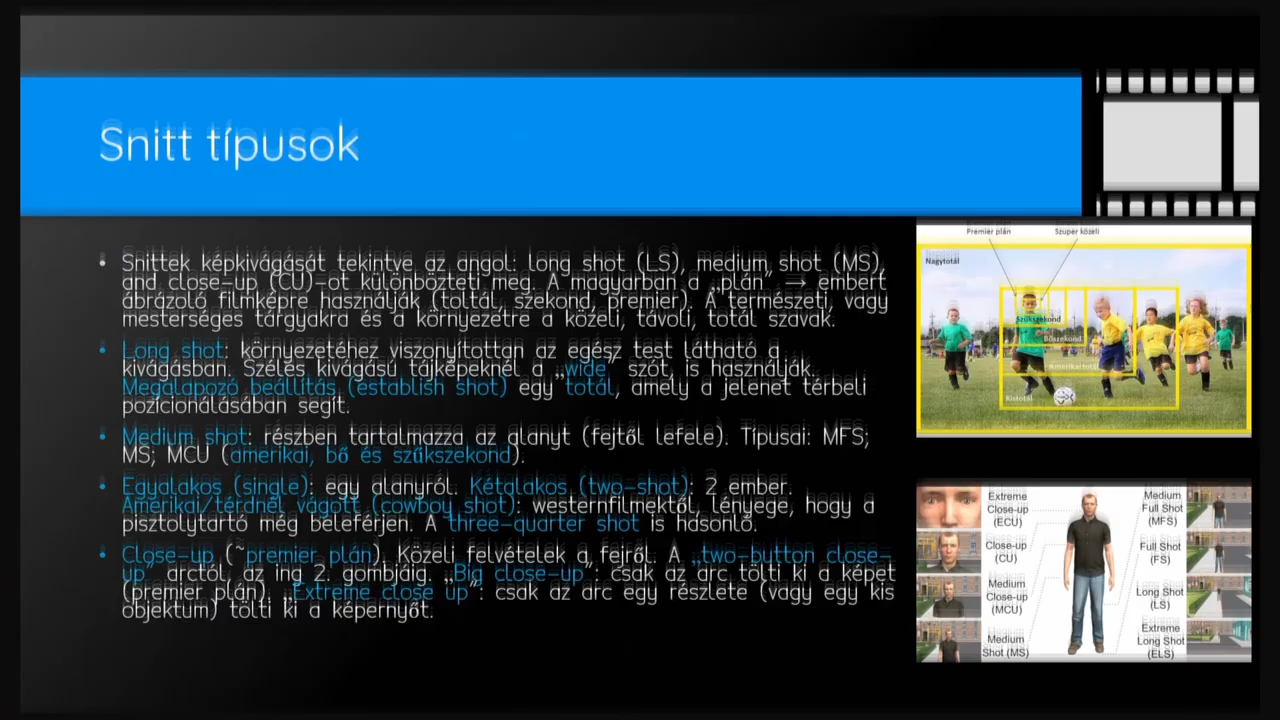 Snitt típusok
• Snittek képkivágását tekintve az angol: long shot (LS), medium shot (MS),
and close-up (CU)-ot különbözteti meg. A magyarban a „plán” → embert
ábrázoló filmképre használják (toltál, szekond, premier). A természeti, vagy
mesterséges tárgyakra és a környezetre a közeli, távoli, totál szavak.
• Long shot: környezetéhez viszonyítottan az egész test látható a
kivágásban. Széles kivágású tájképeknél a „wide” szót is használják.
Megalapozó beállítás (establish shot) egy totál, amely a jelenet térbeli
pozícionálásában segít.
• Medium shot: részben tartalmazza az alanyt (fejtől lefele). Típusai: MFS;
MS; MCU (amerikai, bő és szűkszekond).
• Egyalakos (single): egy alanyról. Kétalakos (two-shot): 2 ember.
Amerikai/térdnél vágott (cowboy shot): westernfilmektől, lényege, hogy a
pisztolytartó még beleférjen. A three-quarter shot is hasonló.
• Close-up (~premier plán). Közeli felvételek a fejről. A „two-button close-
up” arctól, az ing 2. gombjáig. „Big close-up”: csak az arc tölti ki a képet
(premier plán). „Extreme close up”: csak az arc egy részlete (vagy egy kis
objektum) tölti ki a képernyőt.
Premier plán
Szuper közeli
Nagytotál
Szűkszekond
Bőszekond
Amerikai totál
Kistotál
Extreme
Close-up
(ECU)
Close-up
(CU)
Medium
Close-up
(MCU)
Medium
Shot (MS)
Medium
Full Shot
(MFS)
Full Shot
(FS)
Long Shot
(LS)
Extreme
Long Shot
(ELS)